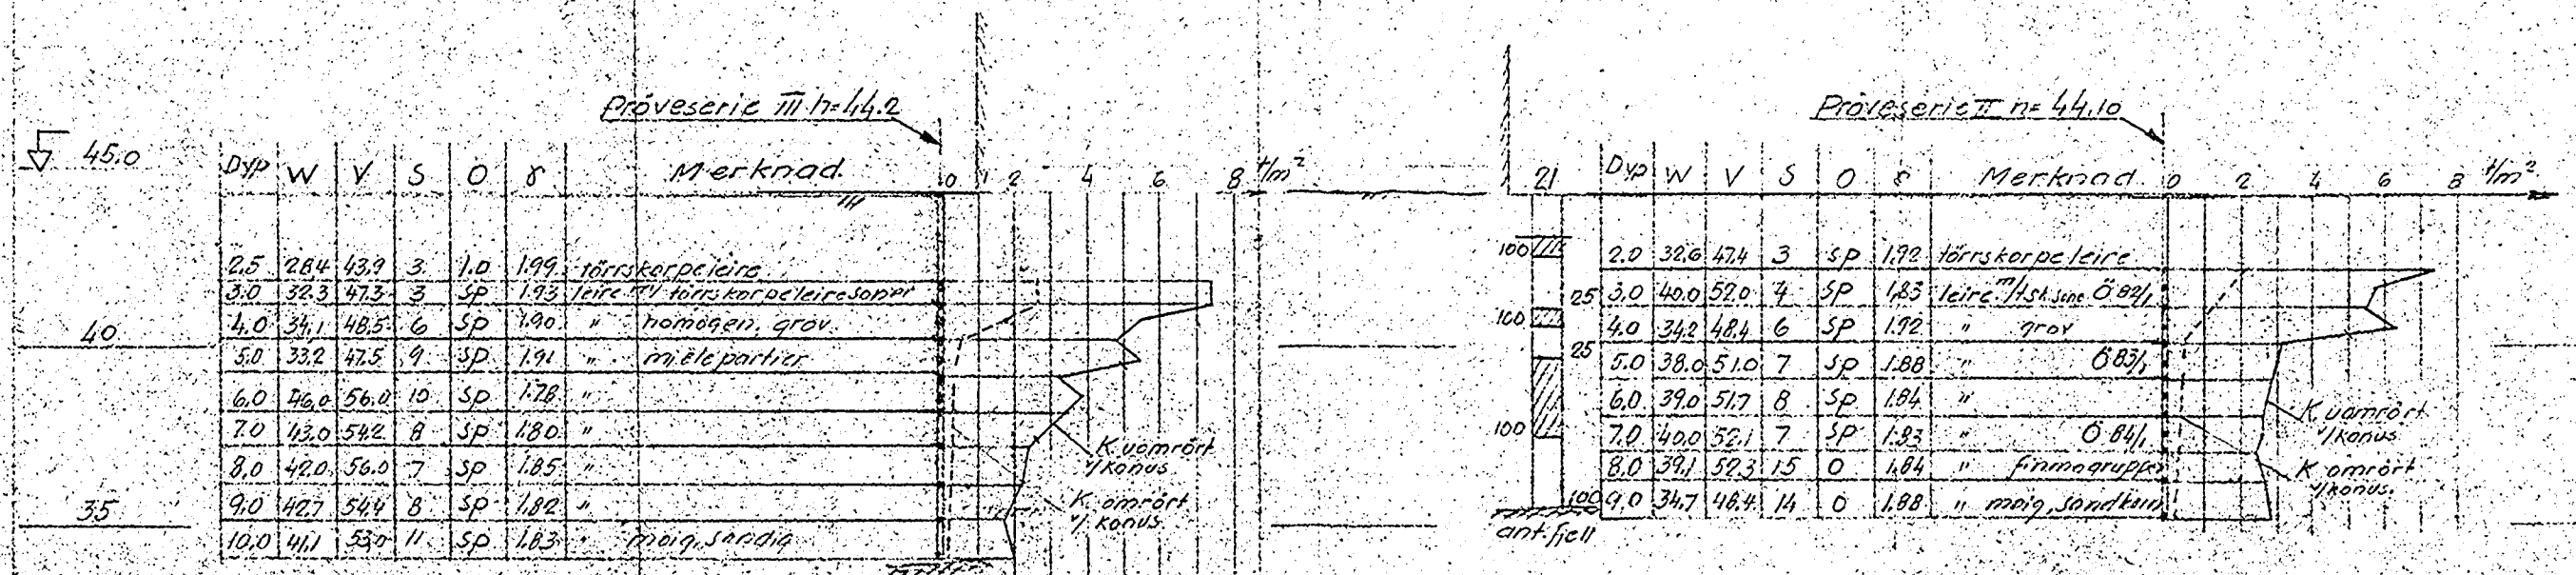 Pröveserie III h=44.2
45.0
Dyp W V S O γ Merknad 0 1 2 4 6 8 t/m²
2.5 28.4 43.9 3 1.0 1.99 törrskorpeleire
3.0 32.3 47.3 3 Sp 1.93 leire m/ törrskorpeleire
4.0 34.1 48.5 6 Sp 1.90 " homogen, grov
40
5.0 33.2 47.5 9 Sp 1.91 " mjelepartier
6.0 46.0 56.0 10 Sp 1.78 "
7.0 43.0 54.2 8 Sp 1.80 "
8.0 42.0 56.0 7 Sp 1.85 "
9.0 42.7 54.4 8 Sp 1.82 "
35
10.0 41.1 53.0 11 Sp 1.83 " moig, sandig
K uomrört
v/konus
K omrört
v/ konus
Pröveserie II h= 44.10
21 Dyp W V S O γ Merknad 0 2 4 6 8 t/m²
100
2.0 32.6 47.4 3 Sp 1.92 törrskorpeleire
25 3.0 40.0 52.0 4 Sp 1.83 leire m/tsk. sone Ö 82/1
100
4.0 34.2 48.4 6 Sp 1.92 " grov
25
5.0 38.0 51.0 7 Sp 1.88 " Ö 83/1
6.0 39.0 51.7 8 Sp 1.84 "
100
7.0 40.0 52.1 7 Sp 1.83 " Ö 84/1
8.0 39.1 52.3 15 O 1.84 " finmogrupper
100 9.0 34.7 48.4 14 O 1.88 " moig, sandkorn
ant. fjell
K uomrört
v/konus
K omrört
v/konus.